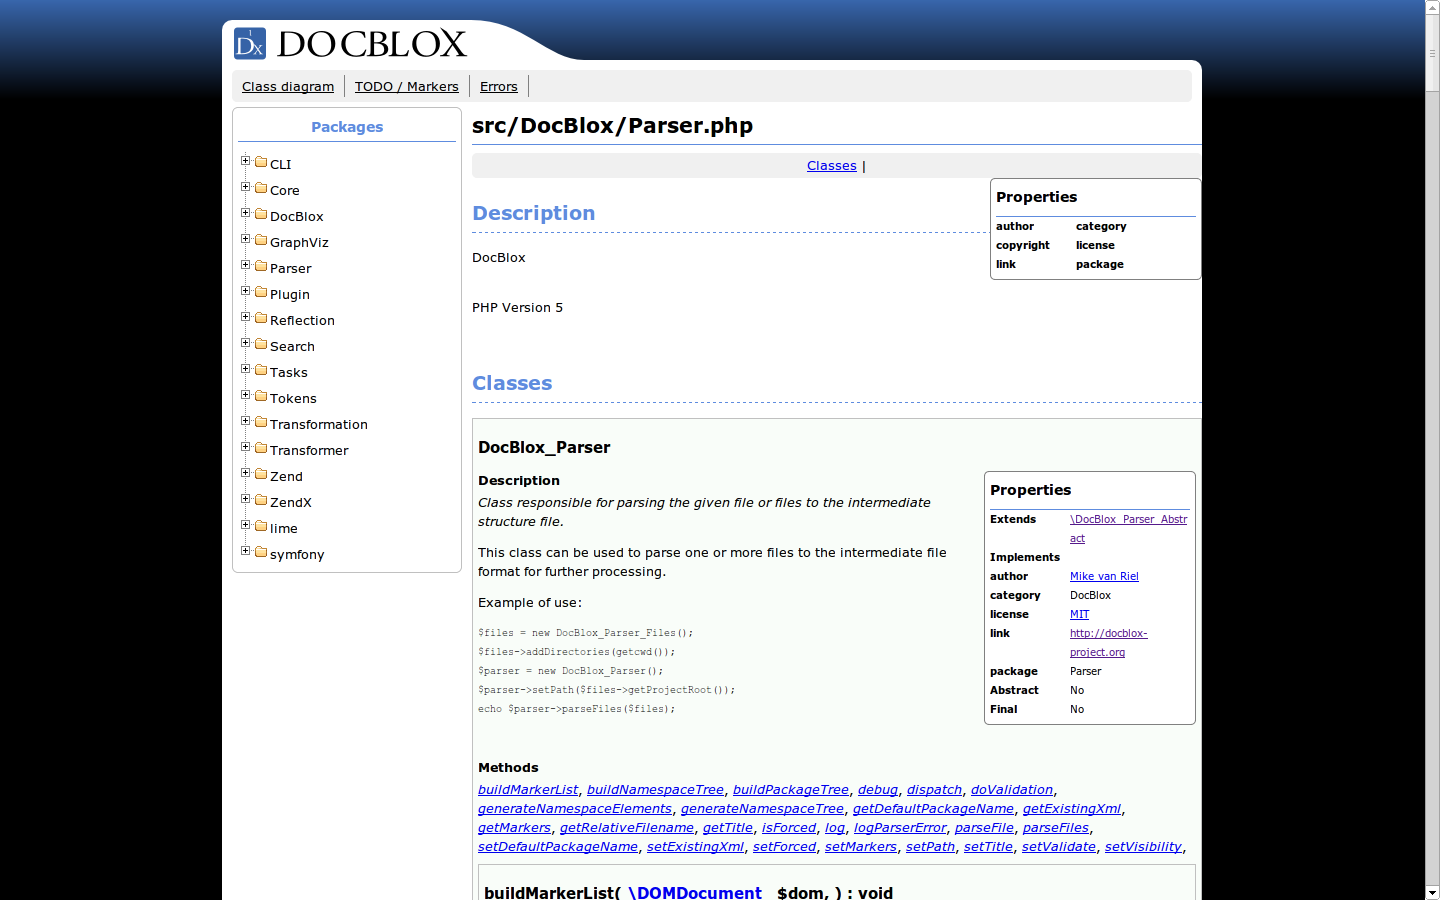 Dx DOCBLOX
Class diagram TODO / Markers Errors
Packages
CLI
Core
DocBlox
GraphViz
Parser
Plugin
Reflection
Search
Tasks
Tokens
Transformation
Transformer
Zend
ZendX
lime
symfony
src/DocBlox/Parser.php
Classes |
Properties
author category
copyright license
link package
Description
DocBlox
PHP Version 5
Classes
DocBlox_Parser
Description
Class responsible for parsing the given file or files to the intermediate
structure file.
This class can be used to parse one or more files to the intermediate file
format for further processing.
Example of use:
$files = new DocBlox_Parser_Files();
$files->addDirectories(getcwd());
$parser = new DocBlox_Parser();
$parser->setPath($files->getProjectRoot());
echo $parser->parseFiles($files);
Properties
Extends \DocBlox_Parser_Abstr
act
Implements
author Mike van Riel
category DocBlox
license MIT
link http://docblox-
project.org
package Parser
Abstract No
Final No
Methods
buildMarkerList, buildNamespaceTree, buildPackageTree, debug, dispatch, doValidation,
generateNamespaceElements, generateNamespaceTree, getDefaultPackageName, getExistingXml,
getMarkers, getRelativeFilename, getTitle, isForced, log, logParserError, parseFile, parseFiles,
setDefaultPackageName, setExistingXml, setForced, setMarkers, setPath, setTitle, setValidate, setVisibility,
buildMarkerList( \DOMDocument $dom, ) : void